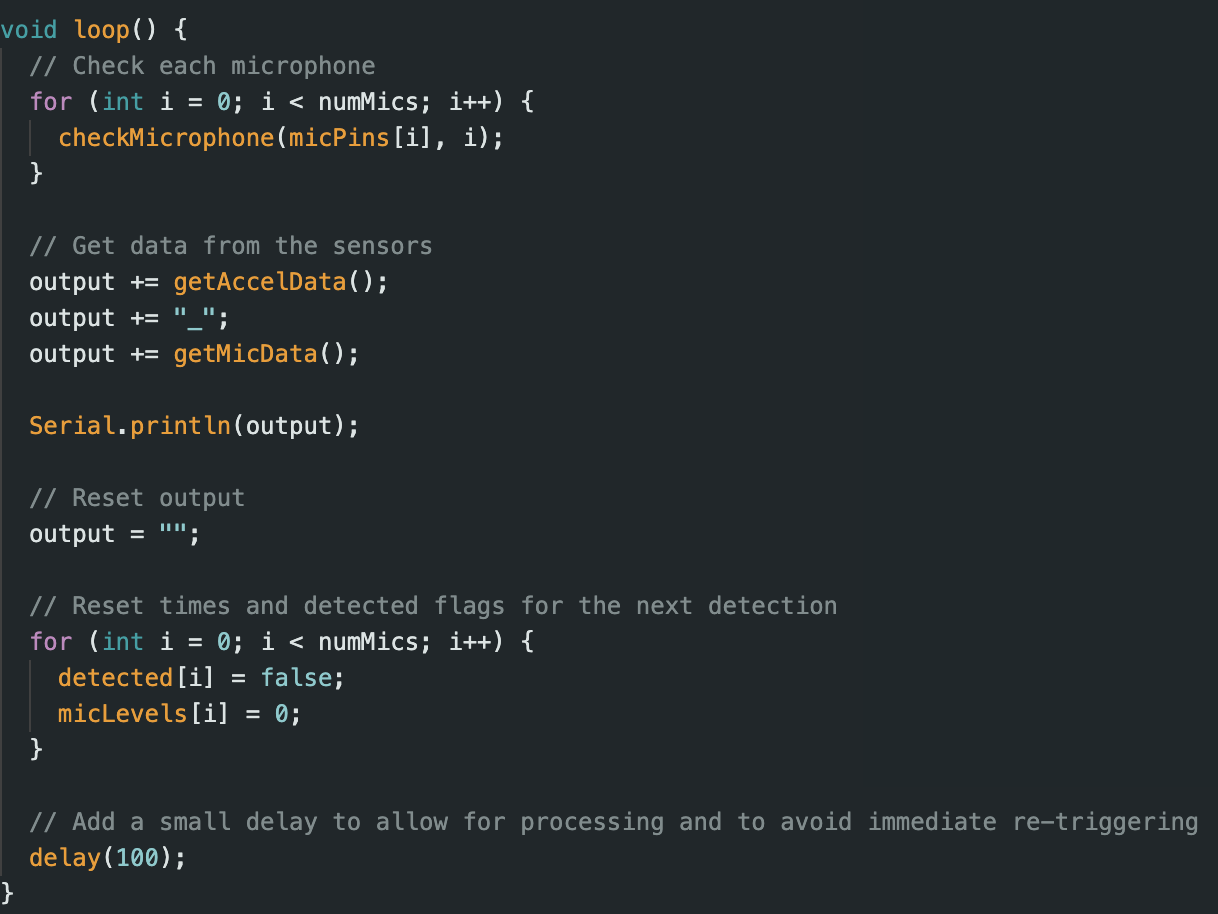 void loop() {
  // Check each microphone
  for (int i = 0; i < numMics; i++) {
    checkMicrophone(micPins[i], i);
  }

  // Get data from the sensors
  output += getAccelData();
  output += "_";
  output += getMicData();

  Serial.println(output);

  // Reset output
  output = "";

  // Reset times and detected flags for the next detection
  for (int i = 0; i < numMics; i++) {
    detected[i] = false;
    micLevels[i] = 0;
  }

  // Add a small delay to allow for processing and to avoid immediate re-triggering
  delay(100);
}